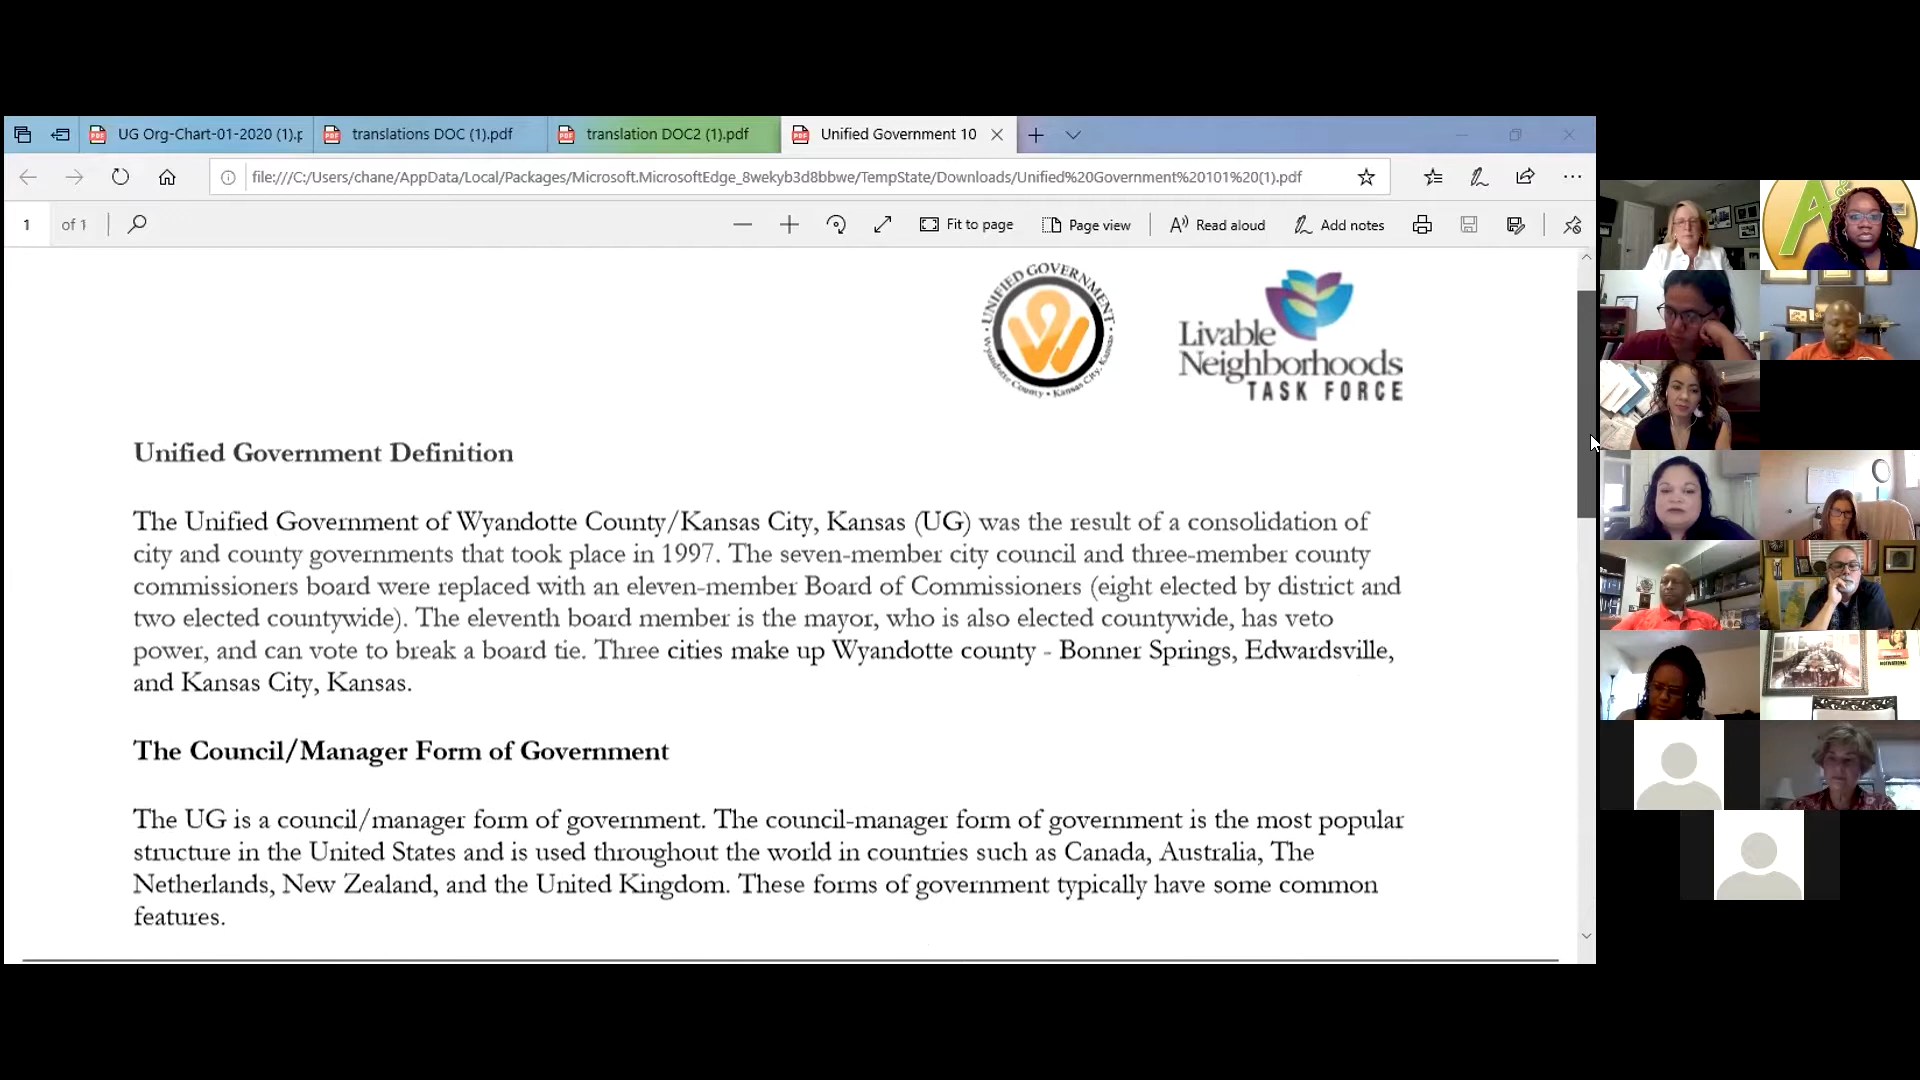 UG Org-Chart-01-2020 (1).p
translations DOC (1).pdf
translation DOC2 (1).pdf
Unified Government 10
file:///C:/Users/chane/AppData/Local/Packages/Microsoft.MicrosoftEdge_8wekyb3d8bbwe/TempState/Downloads/Unified%20Government%20101%20(1).pdf
1 of 1
Fit to page
Page view
Read aloud
Add notes
UNIFIED GOVERNMENT
Wyandotte County • Kansas City, Kansas
Livable
Neighborhoods
TASK FORCE
Unified Government Definition
The Unified Government of Wyandotte County/Kansas City, Kansas (UG) was the result of a consolidation of
city and county governments that took place in 1997. The seven-member city council and three-member county
commissioners board were replaced with an eleven-member Board of Commissioners (eight elected by district and
two elected countywide). The eleventh board member is the mayor, who is also elected countywide, has veto
power, and can vote to break a board tie. Three cities make up Wyandotte county - Bonner Springs, Edwardsville,
and Kansas City, Kansas.
The Council/Manager Form of Government
The UG is a council/manager form of government. The council-manager form of government is the most popular
structure in the United States and is used throughout the world in countries such as Canada, Australia, The
Netherlands, New Zealand, and the United Kingdom. These forms of government typically have some common
features.